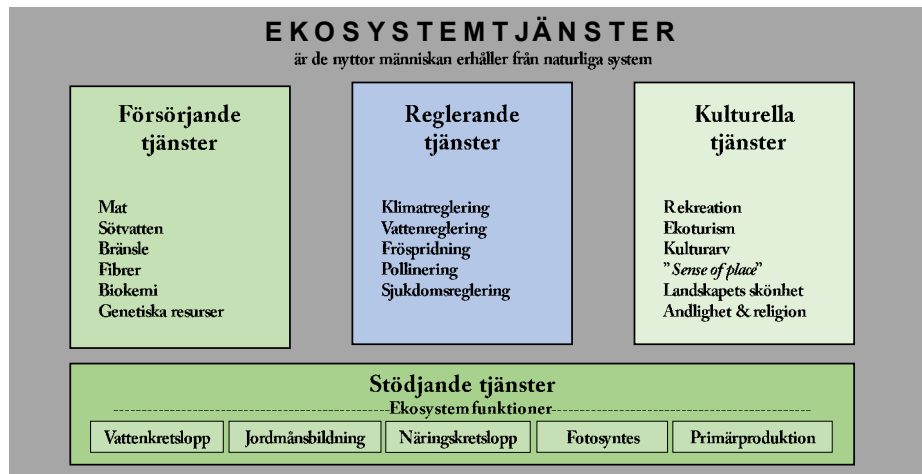 EKOSYSTEMTJÄNSTER
är de nyttor människan erhåller från naturliga system
Försörjande
tjänster
Mat
Sötvatten
Bränsle
Fibrer
Biokemi
Genetiska resurser
Reglerande
tjänster
Klimatreglering
Vattenreglering
Fröspridning
Pollinering
Sjukdomsreglering
Kulturella
tjänster
Rekreation
Ekoturism
Kulturarv
”Sense of place”
Landskapets skönhet
Andlighet & religion
Stödjande tjänster
Ekosystemfunktioner
Vattenkretslopp
Jordmånsbildning
Näringskretslopp
Fotosyntes
Primärproduktion